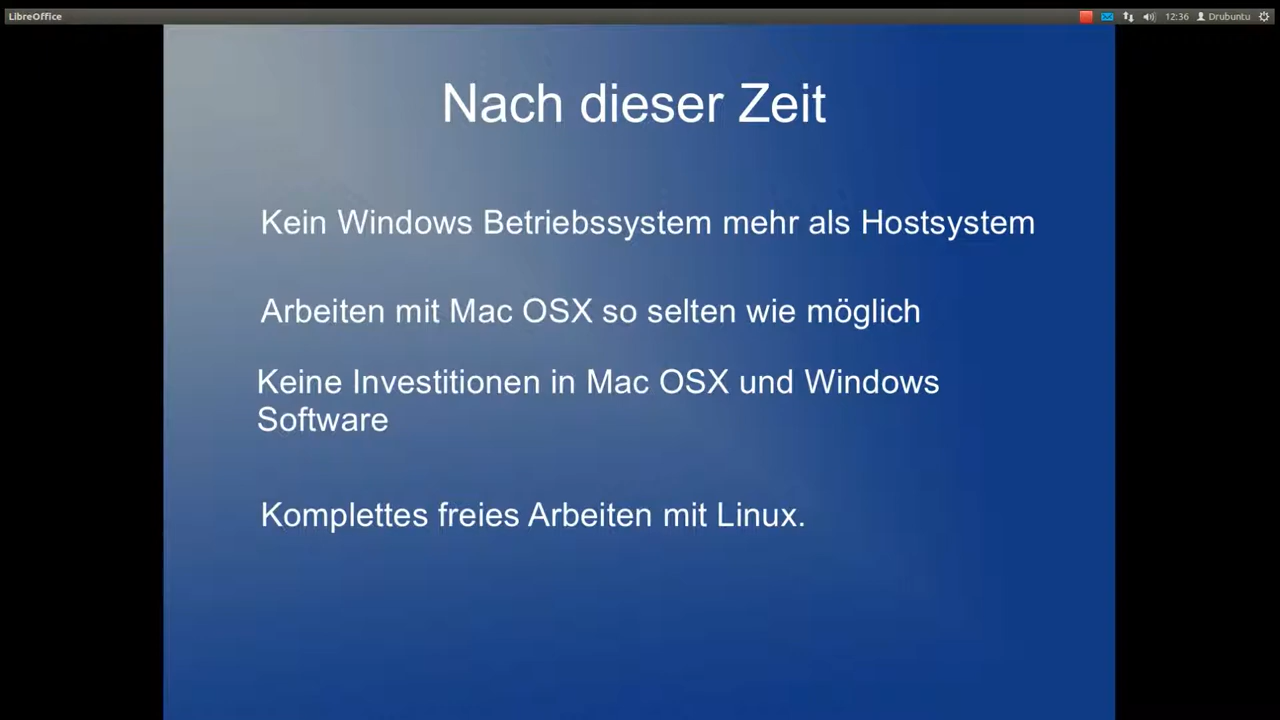 LibreOffice
12:36 Drubuntu
Nach dieser Zeit
Kein Windows Betriebssystem mehr als Hostsystem
Arbeiten mit Mac OSX so selten wie möglich
Keine Investitionen in Mac OSX und Windows
Software
Komplettes freies Arbeiten mit Linux.